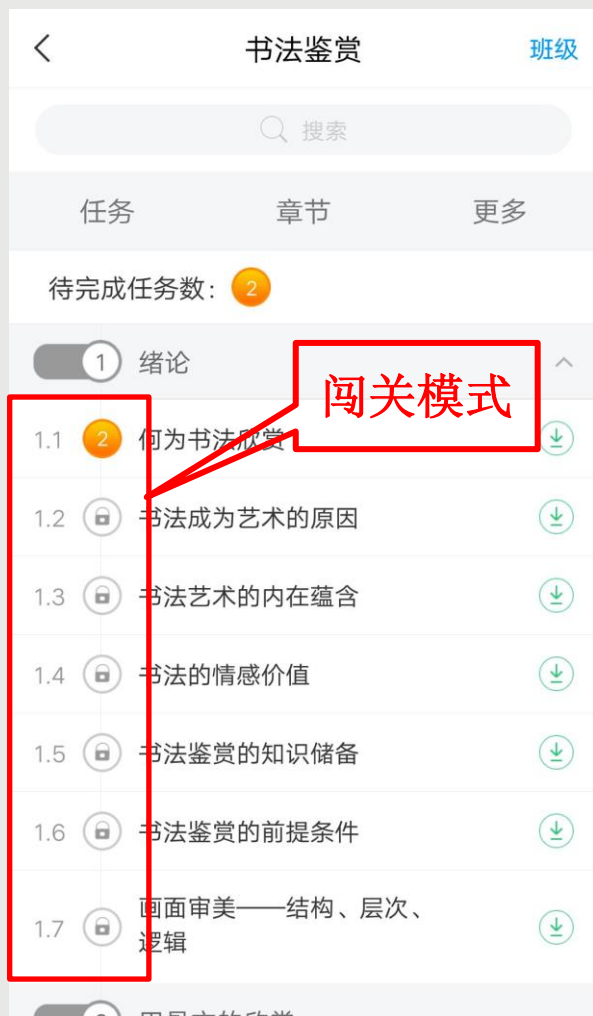 书法鉴赏 班级
搜索
任务 章节 更多
待完成任务数: 2
1 绪论
闯关模式
1.1 2 何为书法欣赏
1.2 书法成为艺术的原因
1.3 书法艺术的内在蕴含
1.4 书法的情感价值
1.5 书法鉴赏的知识储备
1.6 书法鉴赏的前提条件
1.7 画面审美——结构、层次、
逻辑